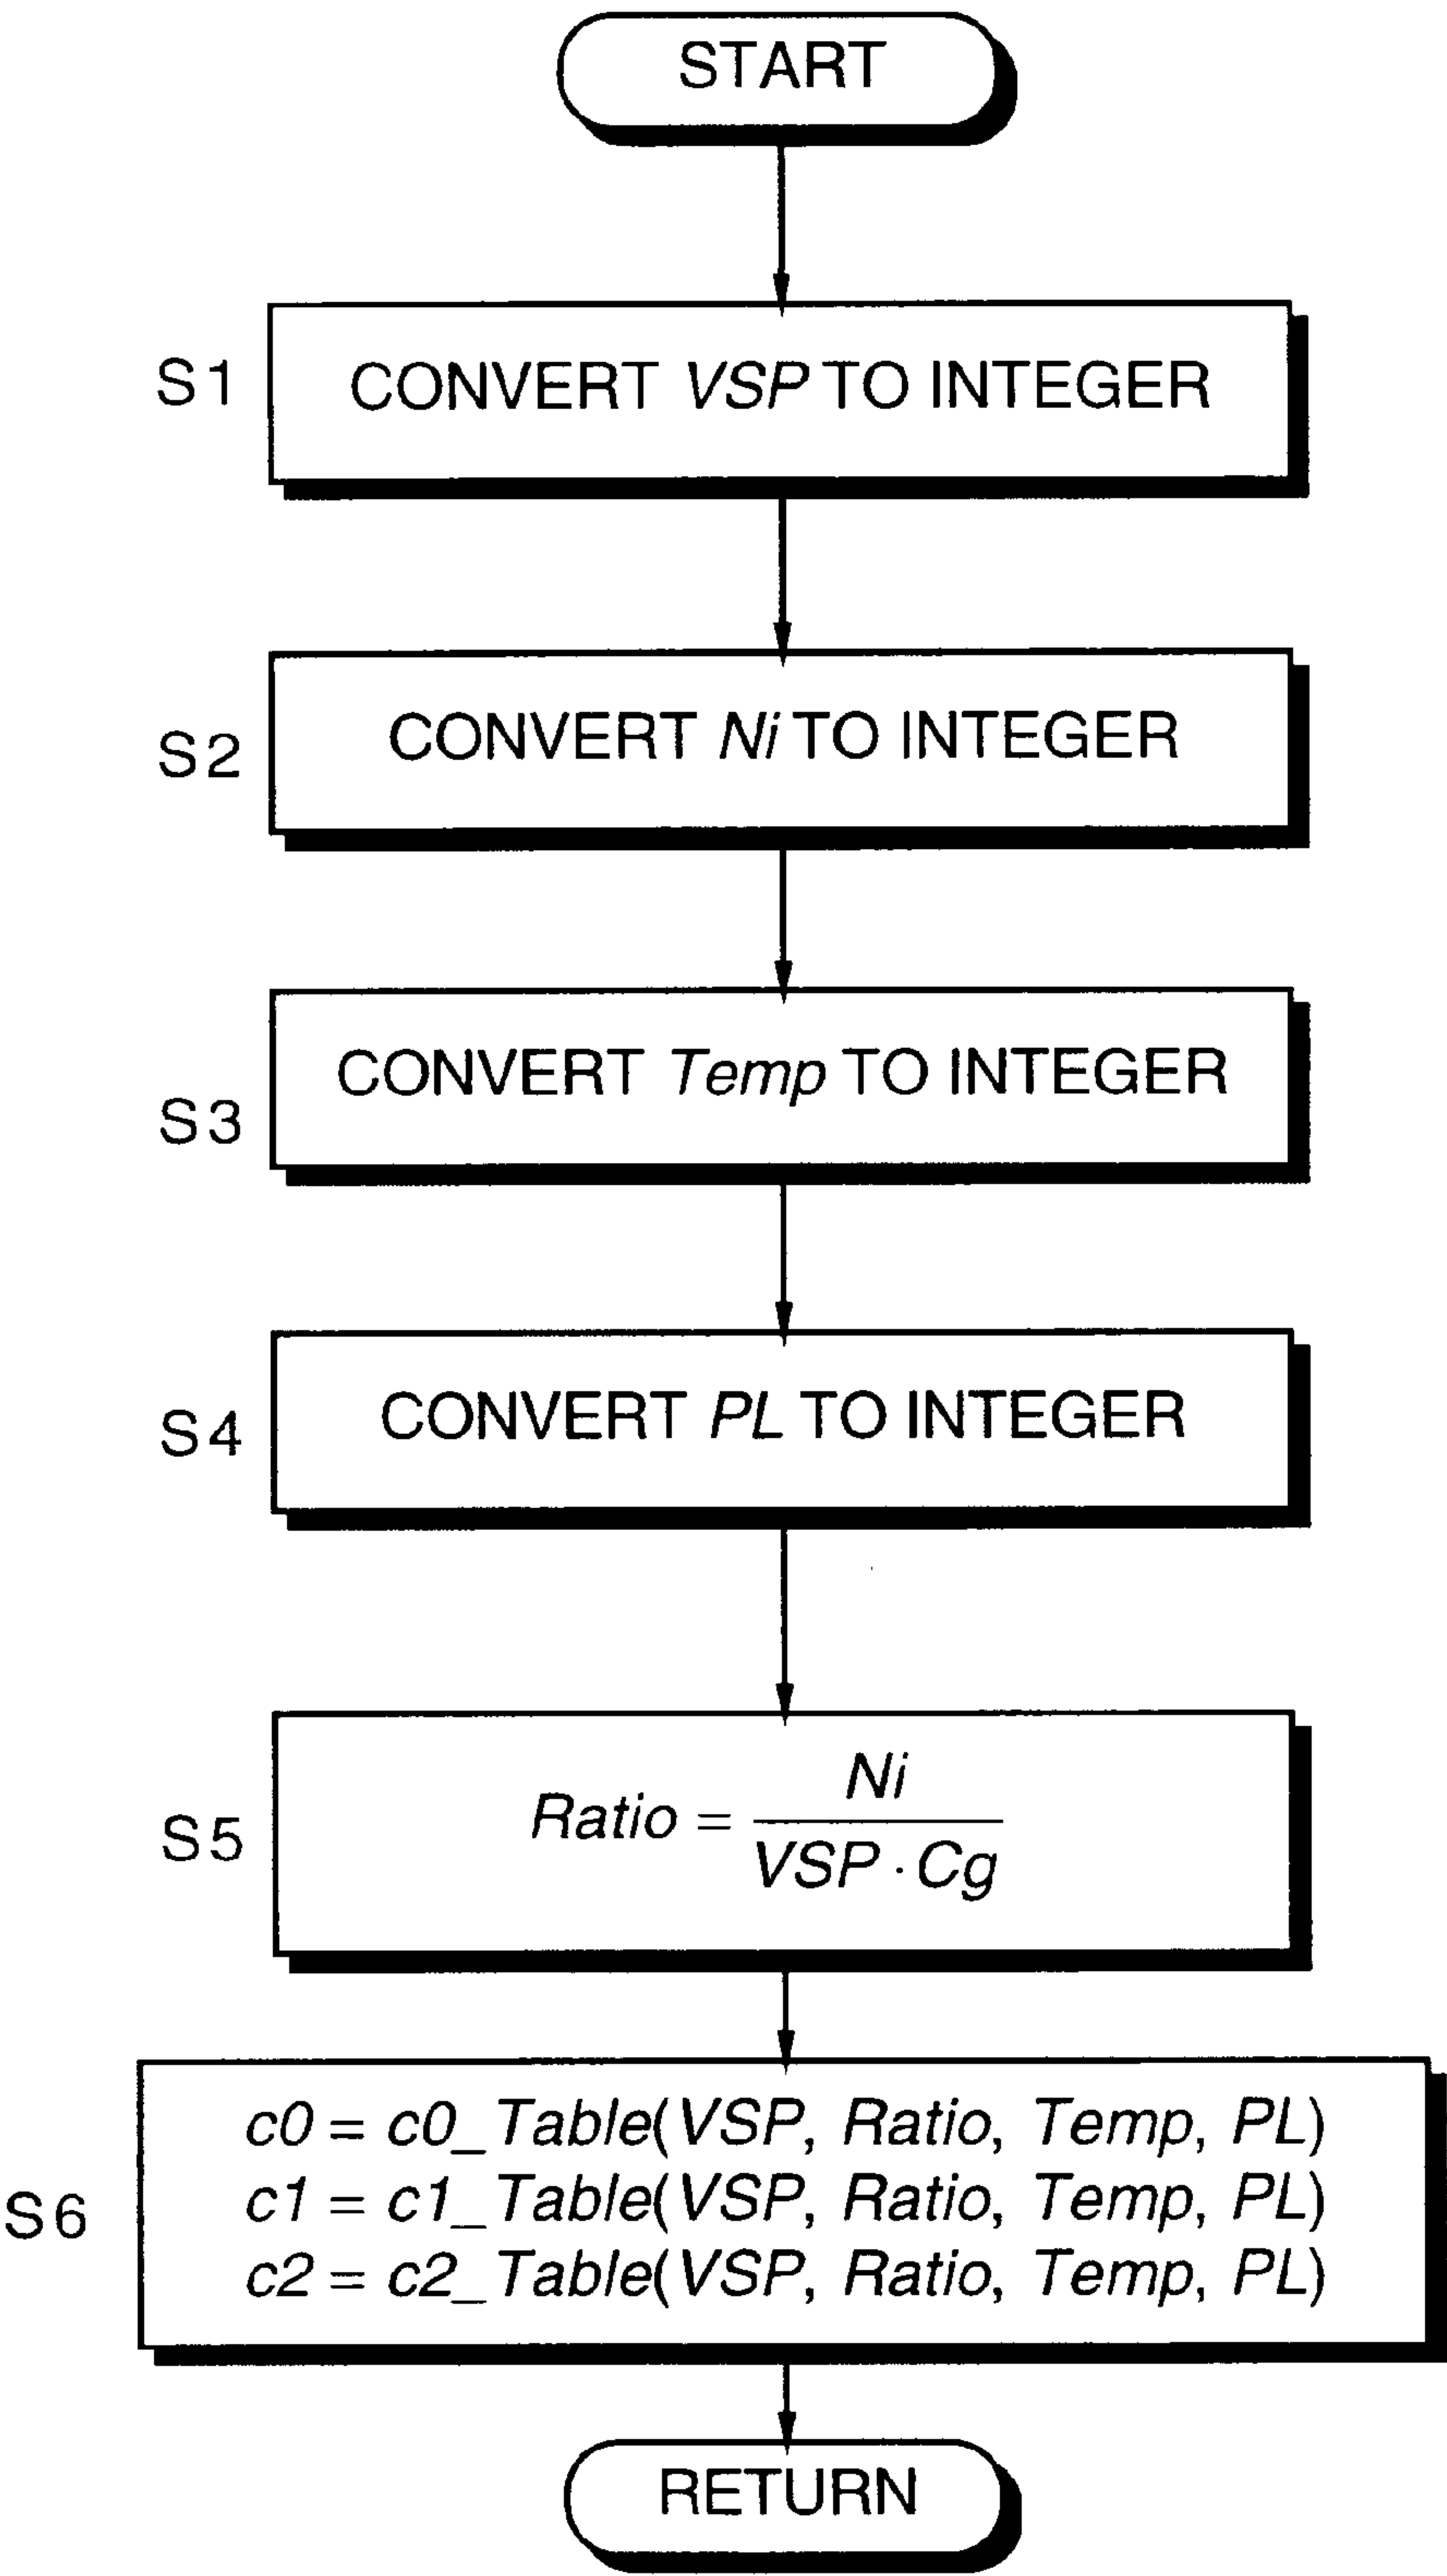 START
S1 CONVERT VSP TO INTEGER
S2 CONVERT Ni TO INTEGER
S3 CONVERT Temp TO INTEGER
S4 CONVERT PL TO INTEGER
S5 Ratio = Ni / VSP · Cg
S6
c0 = c0_Table(VSP, Ratio, Temp, PL)
c1 = c1_Table(VSP, Ratio, Temp, PL)
c2 = c2_Table(VSP, Ratio, Temp, PL)
RETURN